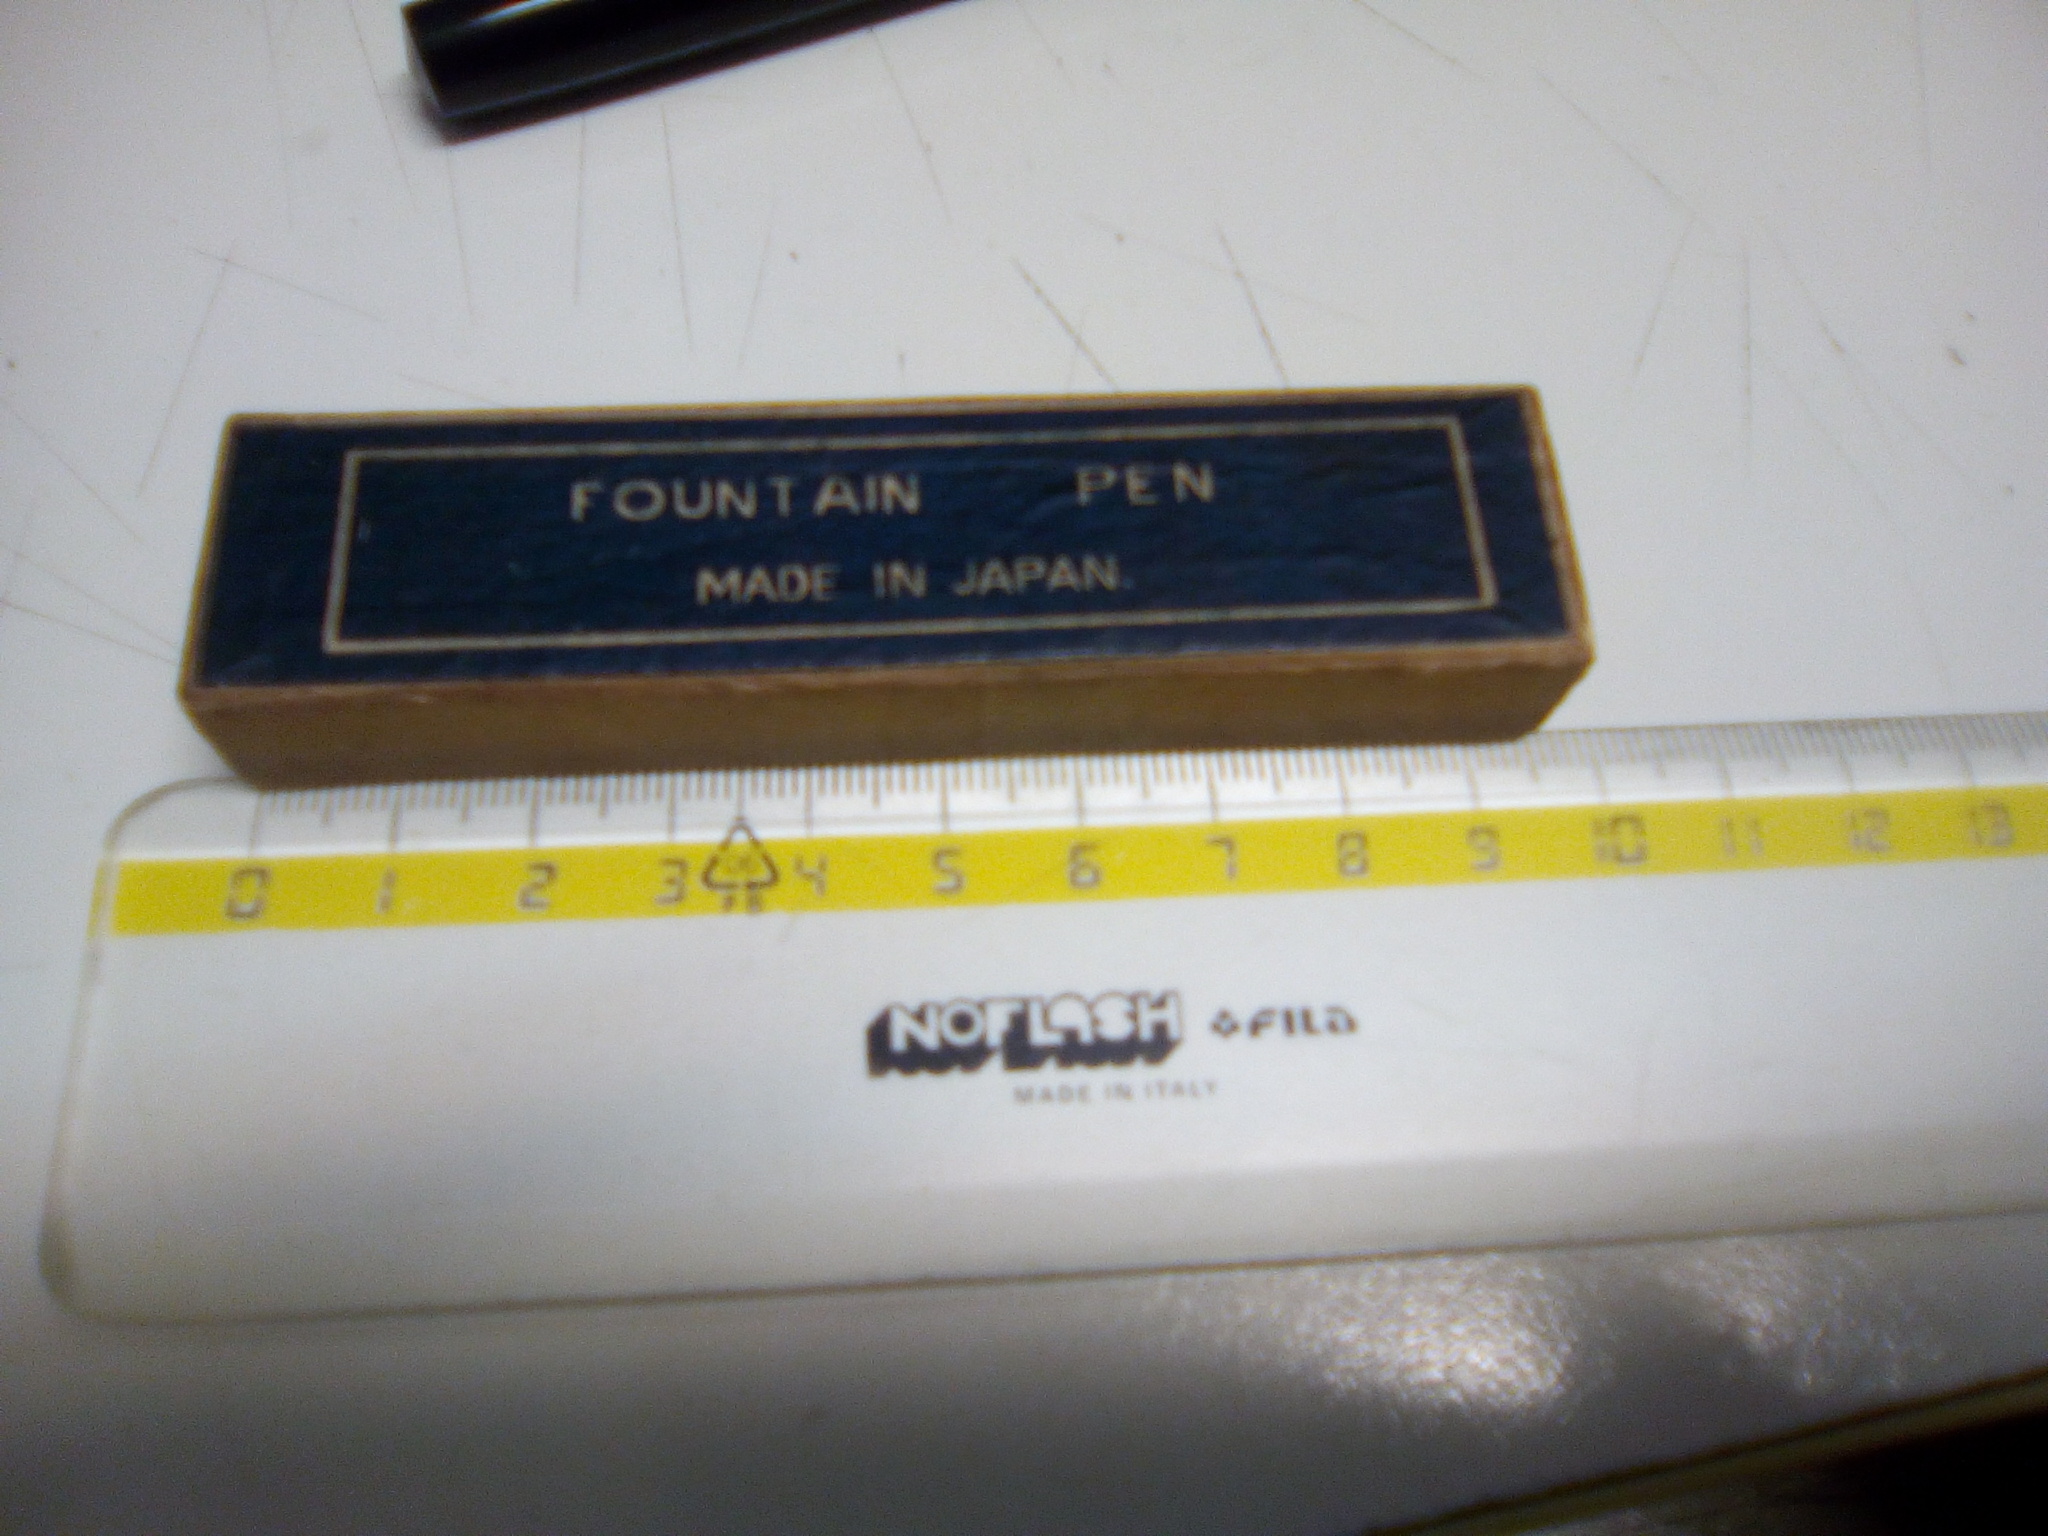 FOUNTAIN PEN
MADE IN JAPAN.
0 1 2 3 4 5 6 7 8 9 10 11 12 13
NOFLASH FILA
MADE IN ITALY